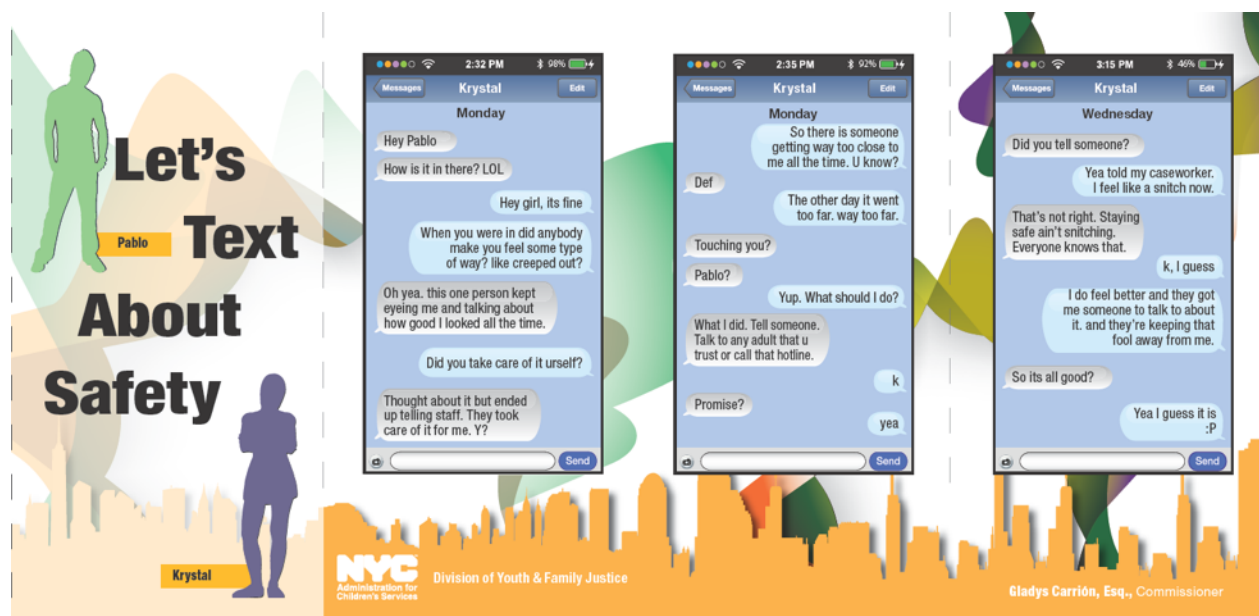 Let's
Text
About
Safety
Pablo
Krystal
2:32 PM
98%
Messages
Krystal
Edit
Monday
Hey Pablo
How is it in there? LOL
Hey girl, its fine
When you were in did anybody
make you feel some type
of way? like creeped out?
Oh yea. this one person kept
eyeing me and talking about
how good I looked all the time.
Did you take care of it urself?
Thought about it but ended
up telling staff. They took
care of it for me. Y?
Send
2:35 PM
92%
Messages
Krystal
Edit
Monday
So there is someone
getting way too close to
me all the time. U know?
Def
The other day it went
too far. way too far.
Touching you?
Pablo?
Yup. What should I do?
What I did. Tell someone.
Talk to any adult that u
trust or call that hotline.
k
Promise?
yea
Send
3:15 PM
46%
Messages
Krystal
Edit
Wednesday
Did you tell someone?
Yea told my caseworker.
I feel like a snitch now.
That's not right. Staying
safe ain't snitching.
Everyone knows that.
k, I guess
I do feel better and they got
me someone to talk to about
it. and they're keeping that
fool away from me.
So its all good?
Yea I guess it is
:P
Send
NYC
Administration for
Children's Services
Division of Youth & Family Justice
Gladys Carrión, Esq., Commissioner